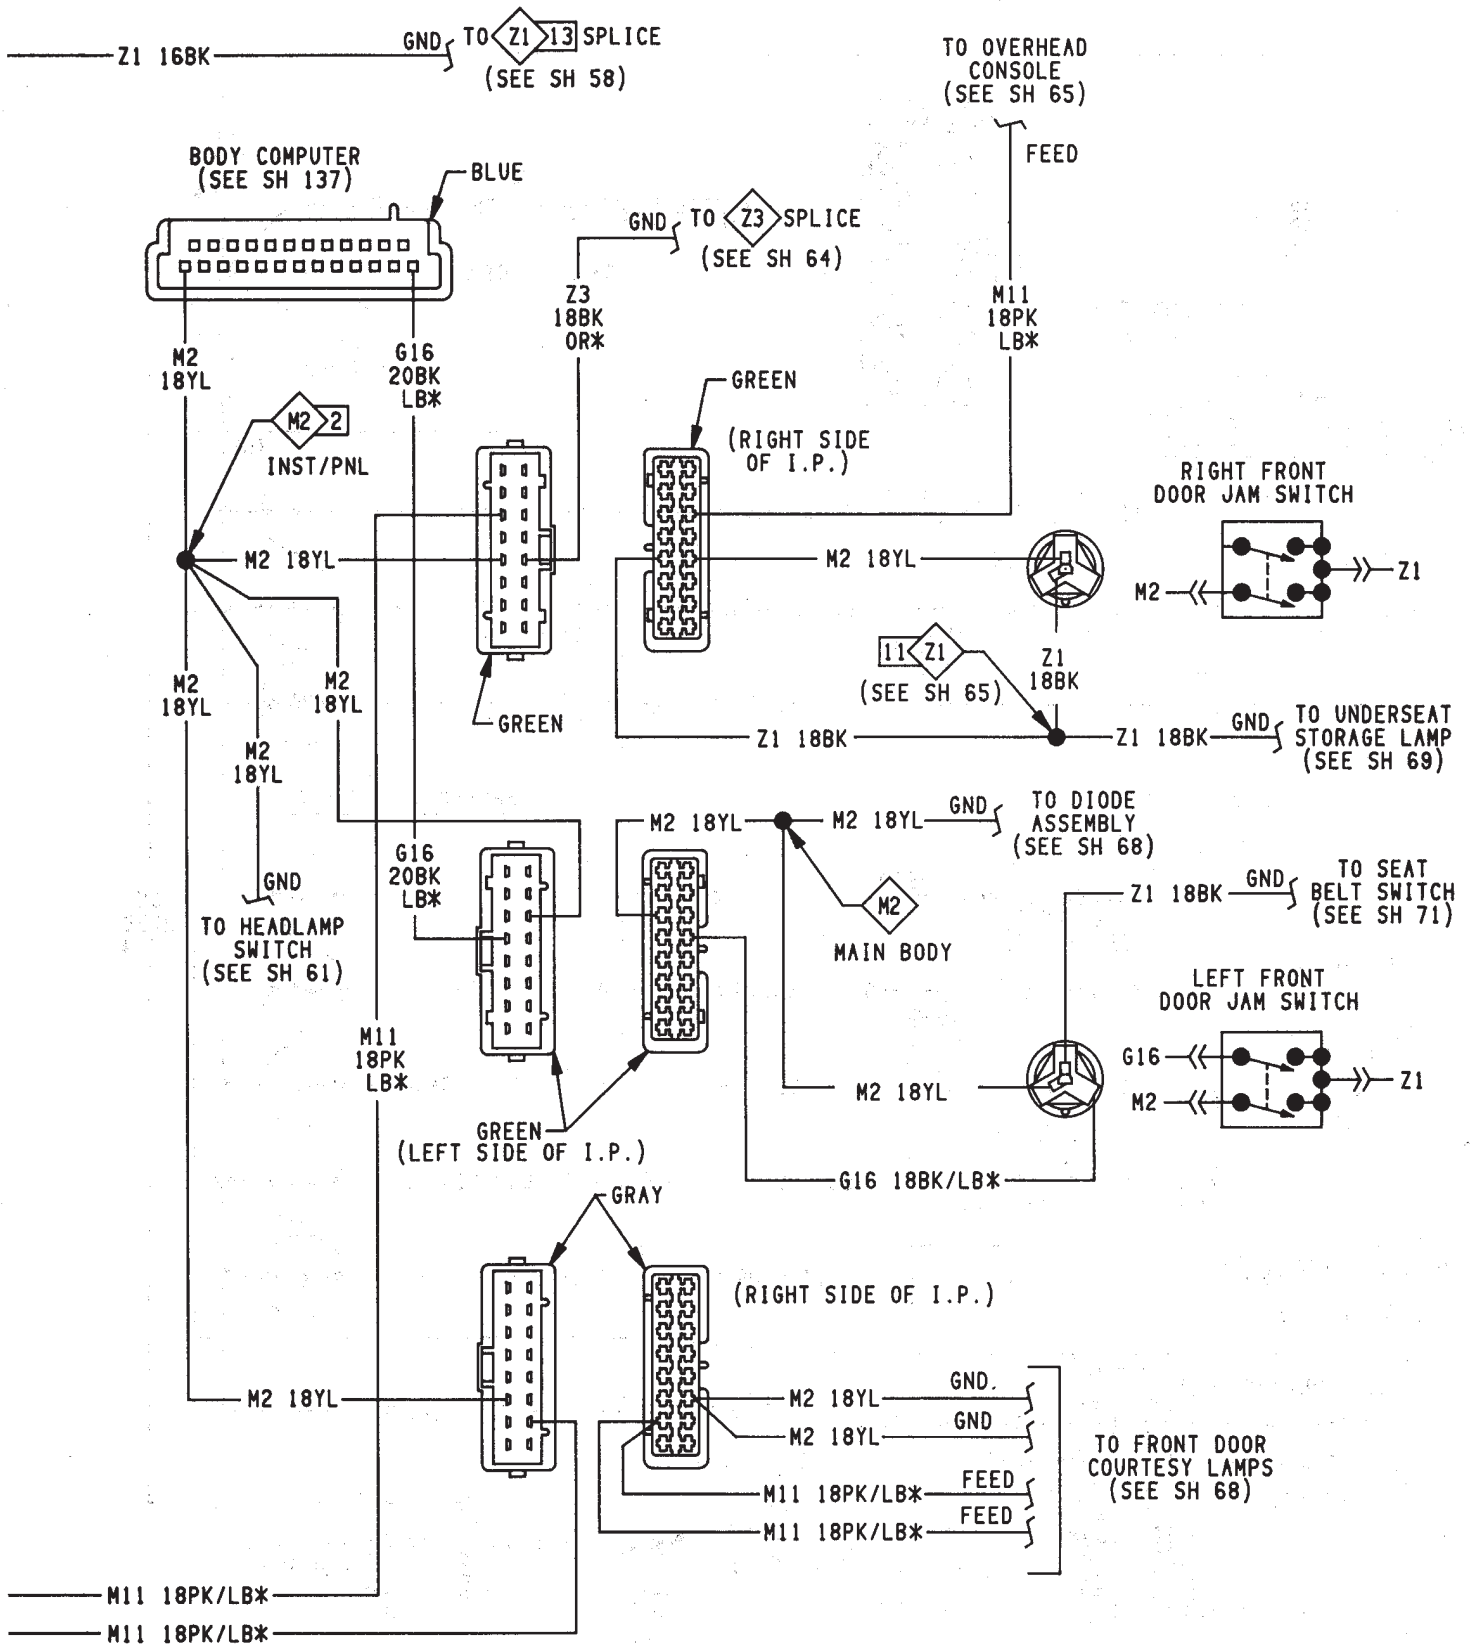 Z1 16BK
GND
TO Z1 13 SPLICE
(SEE SH 58)
TO OVERHEAD
CONSOLE
(SEE SH 65)
FEED
BODY COMPUTER
(SEE SH 137)
BLUE
GND
TO Z3 SPLICE
(SEE SH 64)
Z3
18BK
OR*
M11
18PK
LB*
M2
18YL
G16
20BK
LB*
M2 2
INST/PNL
GREEN
(RIGHT SIDE
OF I.P.)
RIGHT FRONT
DOOR JAM SWITCH
M2 18YL
M2 18YL
M2
Z1
11 Z1
(SEE SH 65)
Z1
18BK
M2
18YL
M2
18YL
M2
18YL
GREEN
Z1 18BK
Z1 18BK
GND
TO UNDERSEAT
STORAGE LAMP
(SEE SH 69)
M2 18YL
M2 18YL
GND
TO DIODE
ASSEMBLY
(SEE SH 68)
G16
20BK
LB*
GND
TO HEADLAMP
SWITCH
(SEE SH 61)
M2
MAIN BODY
Z1 18BK
GND
TO SEAT
BELT SWITCH
(SEE SH 71)
LEFT FRONT
DOOR JAM SWITCH
M11
18PK
LB*
G16
M2
Z1
M2 18YL
GREEN
(LEFT SIDE OF I.P.)
G16 18BK/LB*
GRAY
(RIGHT SIDE OF I.P.)
M2 18YL
M2 18YL
GND.
M2 18YL
GND
M11 18PK/LB*
FEED
M11 18PK/LB*
FEED
TO FRONT DOOR
COURTESY LAMPS
(SEE SH 68)
M11 18PK/LB*
M11 18PK/LB*